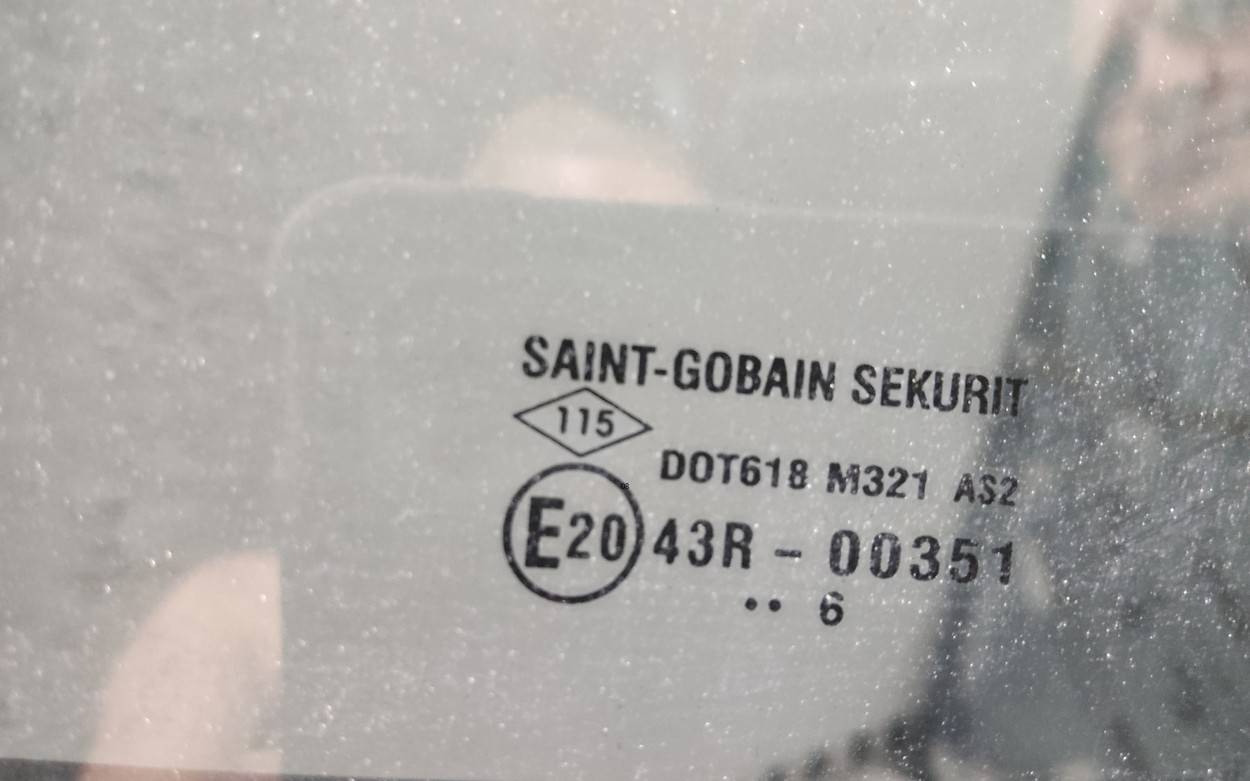 SAINT-GOBAIN SEKURIT
115
DOT618 M321 AS2
E20 43R - 00351
•• 6